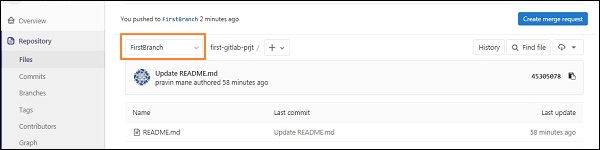 Overview
Repository
Files
Commits
Branches
Tags
Contributors
Graph
You pushed to FirstBranch 2 minutes ago
Create merge request
FirstBranch
first-gitlab-prjt /
+
History
Find file
Update README.md
pravin mane authored 58 minutes ago
45305078
Name Last commit Last update
README.md Update README.md 58 minutes ago